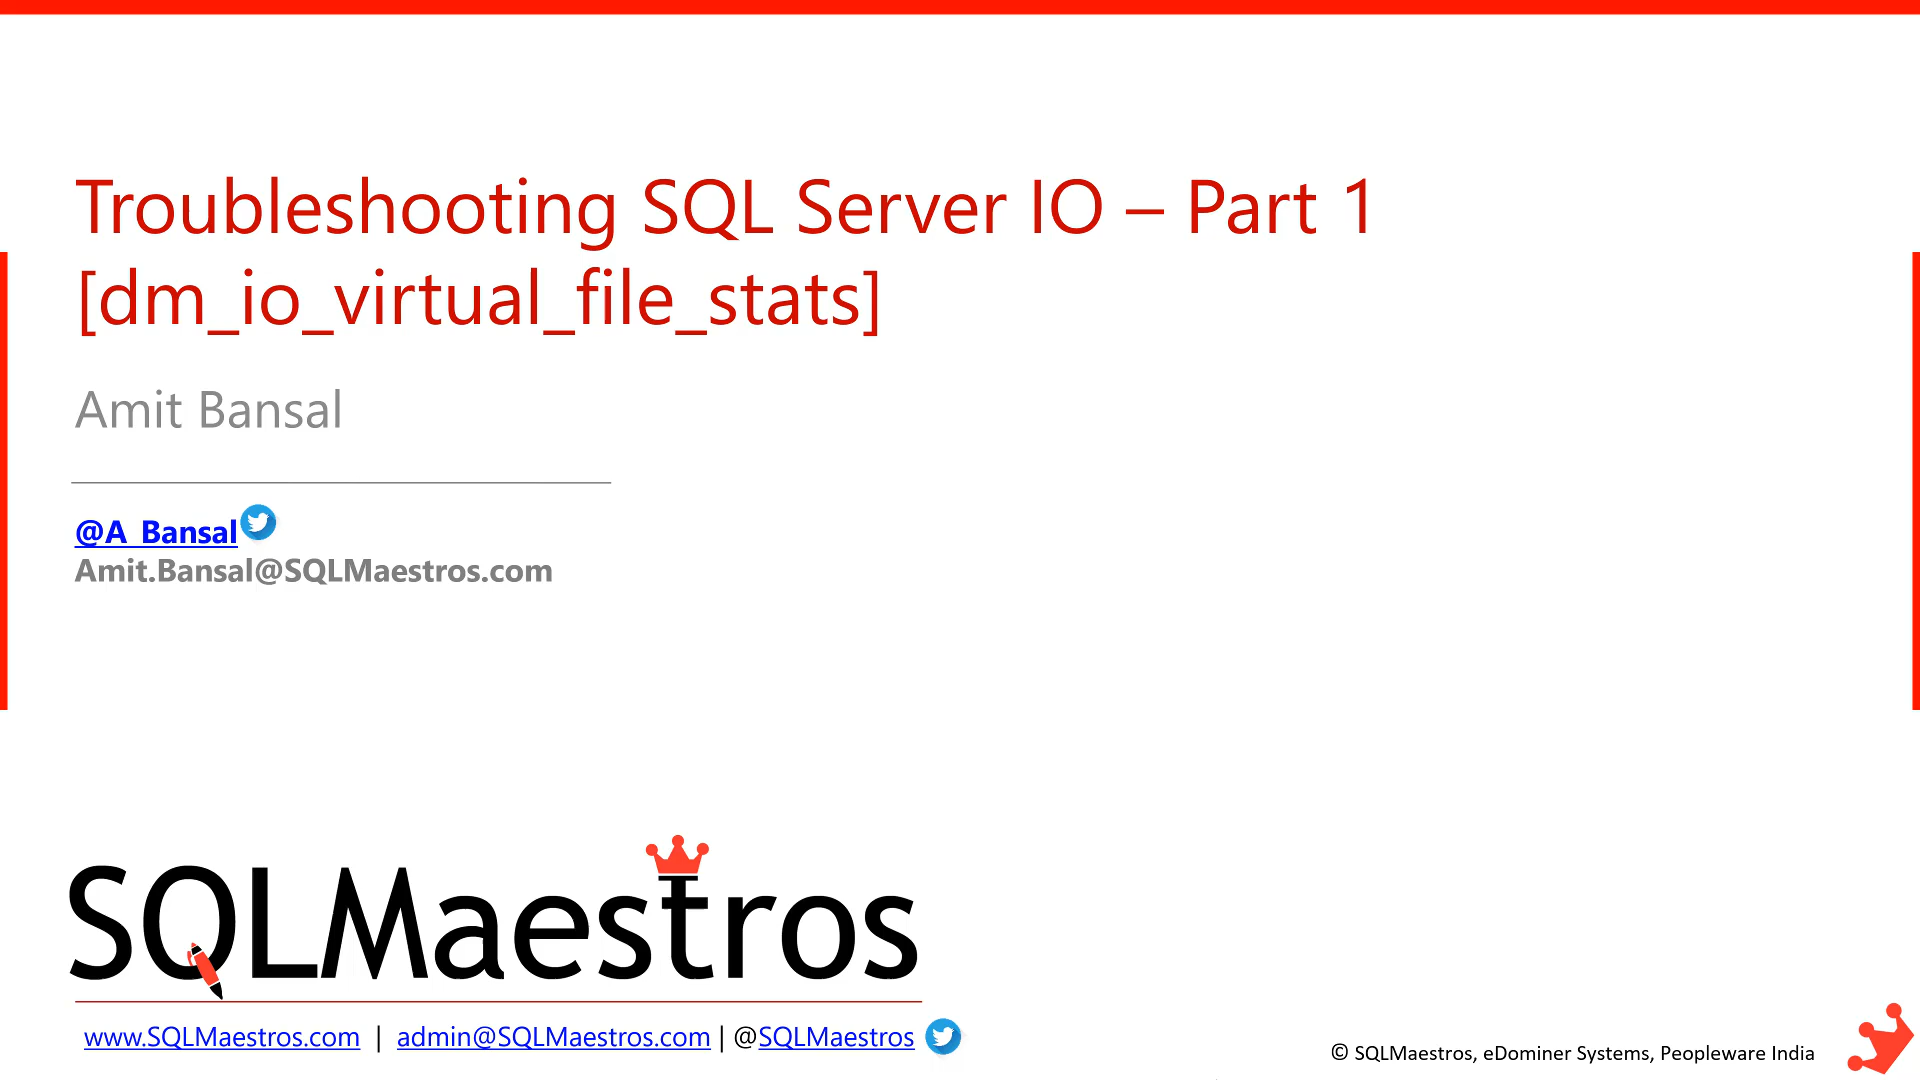 Troubleshooting SQL Server IO – Part 1
[dm_io_virtual_file_stats]
Amit Bansal
@A_Bansal
Amit.Bansal@SQLMaestros.com
SQLMaestros
www.SQLMaestros.com | admin@SQLMaestros.com | @SQLMaestros
© SQLMaestros, eDominer Systems, Peopleware India